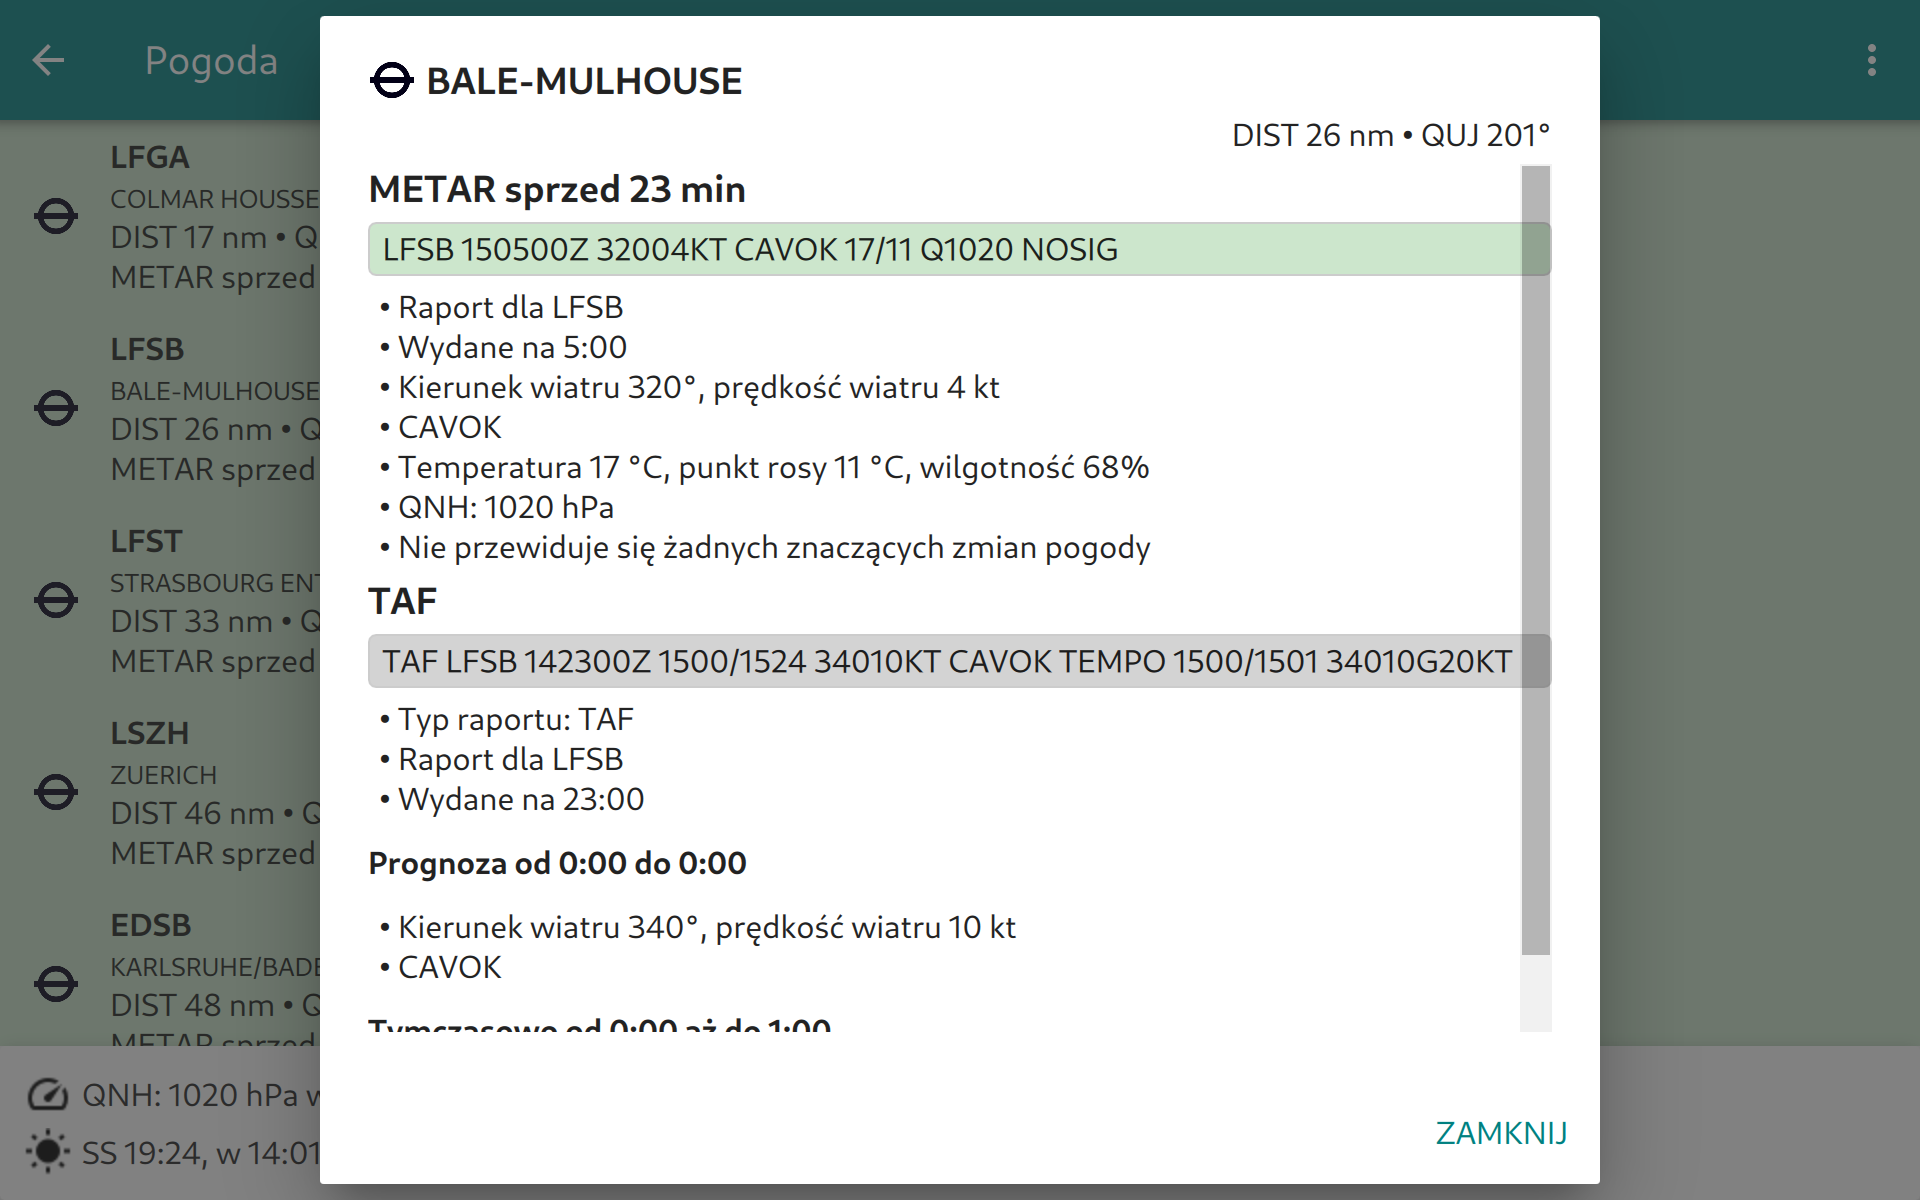 Pogoda
LFGA
COLMAR HOUSSE
DIST 17 nm •
METAR sprzed
LFSB
BALE-MULHOUSE
DIST 26 nm •
METAR sprzed
LFST
STRASBOURG
DIST 33 nm •
METAR sprzed
LSZH
ZUERICH
DIST 46 nm •
METAR sprzed
EDSB
KARLSRUHE/BADE
DIST 48 nm •
METAR sprzed
QNH: 1020 hPa w
SS 19:24, w 14:01
BALE-MULHOUSE
DIST 26 nm • QUJ 201°
METAR sprzed 23 min
LFSB 150500Z 32004KT CAVOK 17/11 Q1020 NOSIG
• Raport dla LFSB
• Wydane na 5:00
• Kierunek wiatru 320°, prędkość wiatru 4 kt
• CAVOK
• Temperatura 17 °C, punkt rosy 11 °C, wilgotność 68%
• QNH: 1020 hPa
• Nie przewiduje się żadnych znaczących zmian pogody
TAF
TAF LFSB 142300Z 1500/1524 34010KT CAVOK TEMPO 1500/1501 34010G20KT
• Typ raportu: TAF
• Raport dla LFSB
• Wydane na 23:00
Prognoza od 0:00 do 0:00
• Kierunek wiatru 340°, prędkość wiatru 10 kt
• CAVOK
Tymczasowo od 0:00 aż do 1:00
ZAMKNIJ